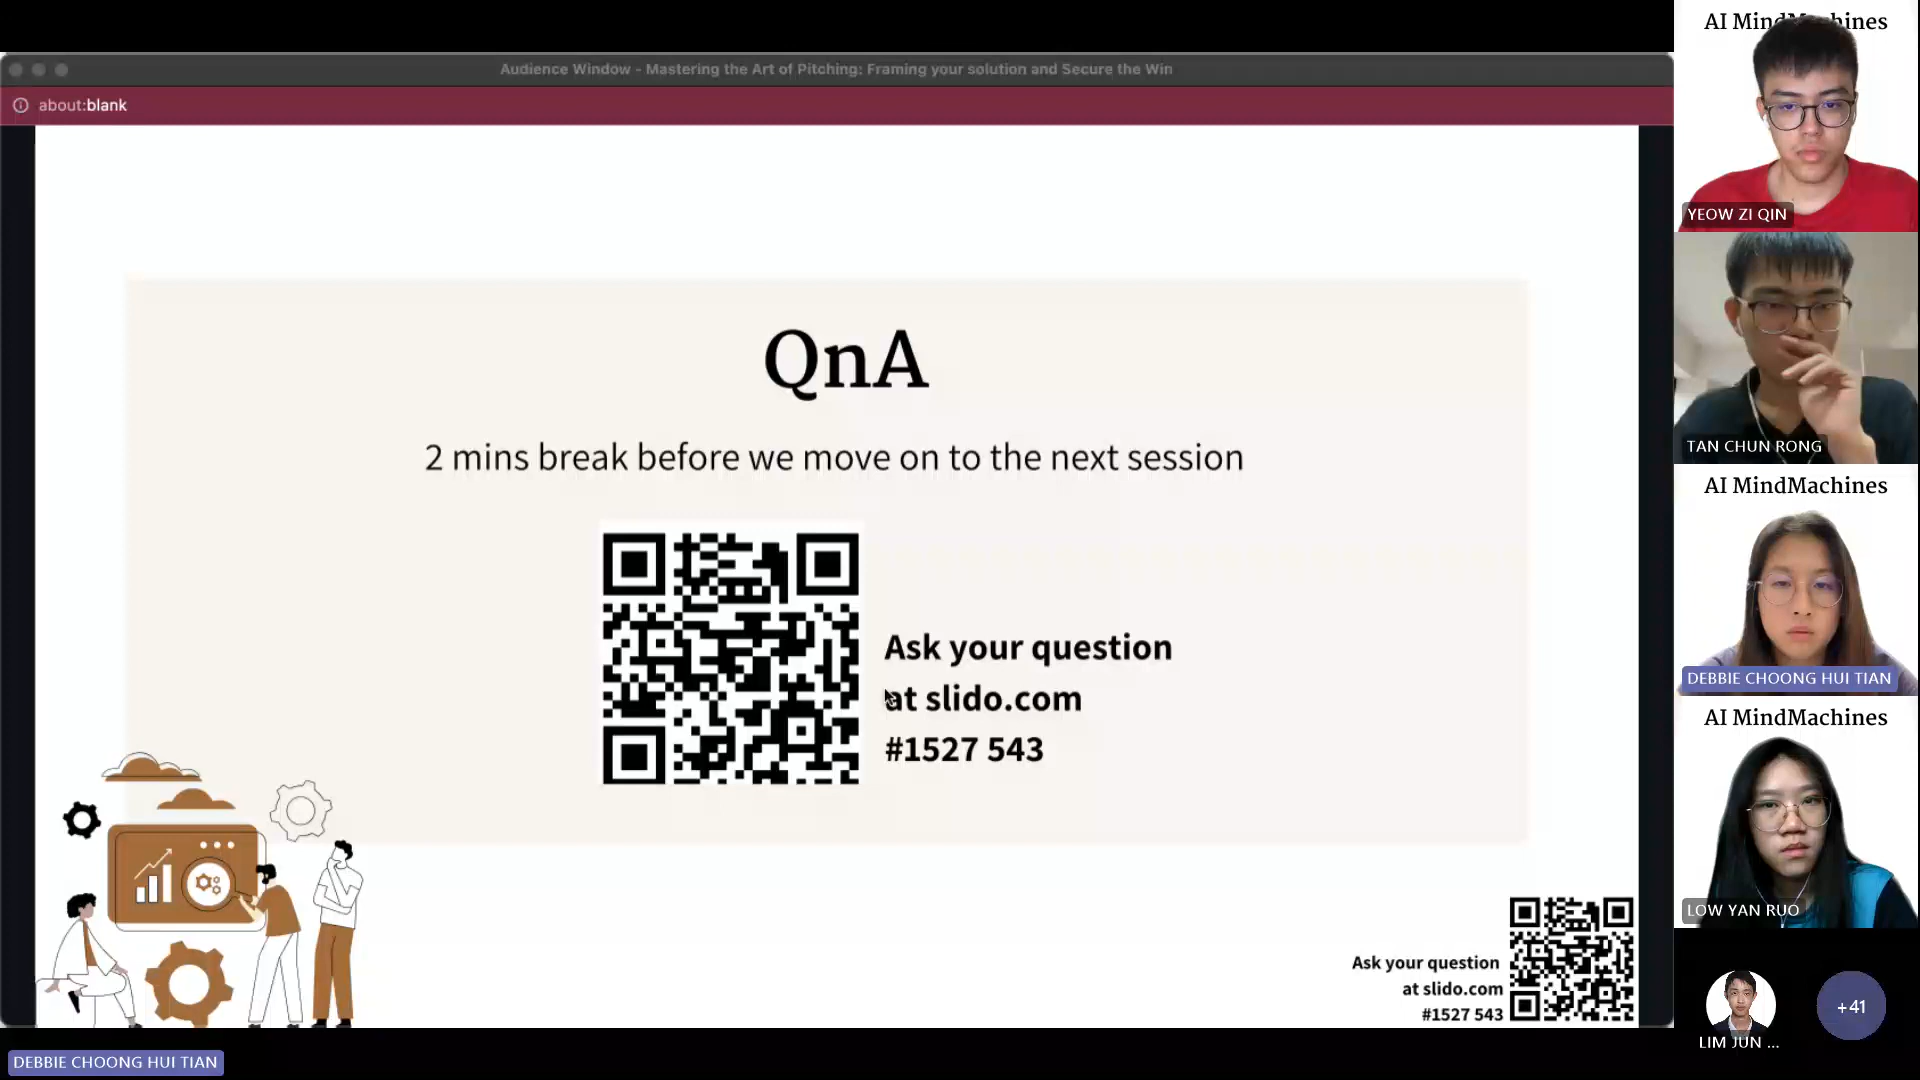 Audience Window - Mastering the Art of Pitching: Framing your solution and Secure the Win
about:blank
QnA
2 mins break before we move on to the next session
Ask your question
at slido.com
#1527 543
Ask your question
at slido.com
#1527 543
DEBBIE CHOONG HUI TIAN
AI MindMachines
YEOW ZI QIN
TAN CHUN RONG
AI MindMachines
DEBBIE CHOONG HUI TIAN
AI MindMachines
LOW YAN RUO
LIM JUN ...
+41